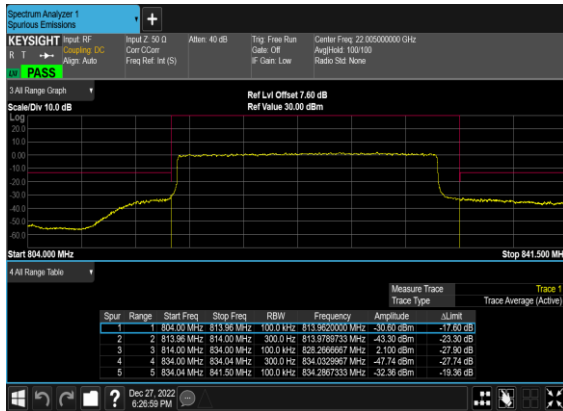 Spectrum Analyzer 1
Spurious Emissions
KEYSIGHT Input: RF Input Z: 50 Ω Atten: 40 dB Trig: Free Run Center Freq: 22.005000000 GHz
R T Coupling: DC Corr CCorr Gate: Off Avg|Hold: 100/100
Align: Auto Freq Ref: Int (S) IF Gain: Low Radio Std: None
PASS
3 All Range Graph
Ref Lvl Offset 7.60 dB
Scale/Div 10.0 dB Ref Value 30.00 dBm
Log
20.0
10.0
0.00
-10.0
-20.0
-30.0
-40.0
-50.0
-60.0
Start 804.000 MHz Stop 841.500 MH
4 All Range Table
Measure Trace Trace 1
Trace Type Trace Average (Active)
Spur Range Start Freq Stop Freq RBW Frequency Amplitude ΔLimit
1 1 804.00 MHz 813.96 MHz 100.0 kHz 813.9620000 MHz -30.60 dBm -17.60 dB
2 2 813.96 MHz 814.00 MHz 300.0 Hz 813.9789733 MHz -43.30 dBm -23.30 dB
3 3 814.00 MHz 834.00 MHz 100.0 kHz 828.2666667 MHz 2.100 dBm -27.90 dB
4 4 834.00 MHz 834.04 MHz 300.0 Hz 834.0329967 MHz -47.74 dBm -27.74 dB
5 5 834.04 MHz 841.50 MHz 100.0 kHz 834.2867333 MHz -32.36 dBm -19.36 dB
Dec 27, 2022
6:26:59 PM